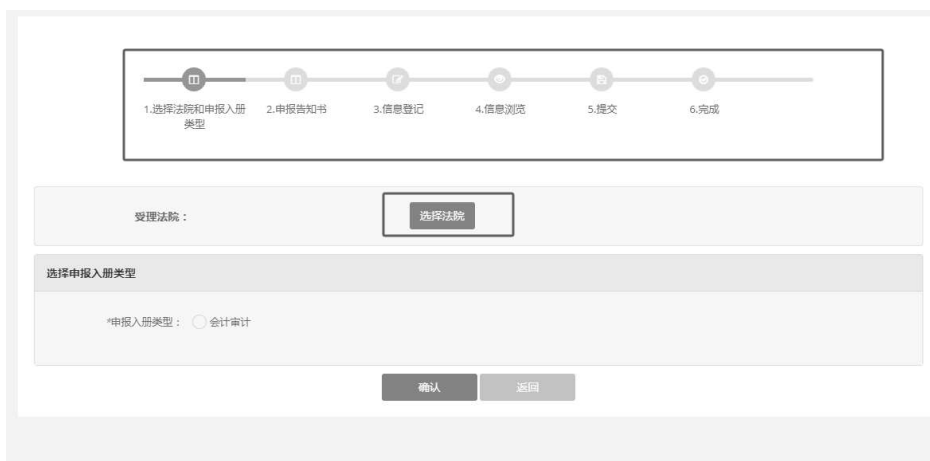 1.选择法院和申报入册类型
2.申报告知书
3.信息登记
4.信息浏览
5.提交
6.完成
受理法院：
选择法院
选择申报入册类型
*申报入册类型： 会计审计
确认
返回